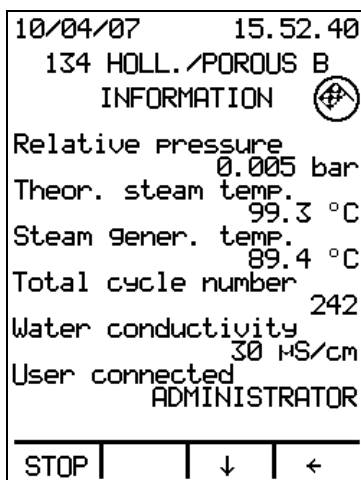 10/04/07 15.52.40
134 HOLL./POROUS B
INFORMATION
Relative pressure
0.005 bar
Theor. steam temp.
99.3 °C
Steam gener. temp.
89.4 °C
Total cycle number
242
Water conductivity
30 µS/cm
User connected
ADMINISTRATOR
STOP ↓ ←